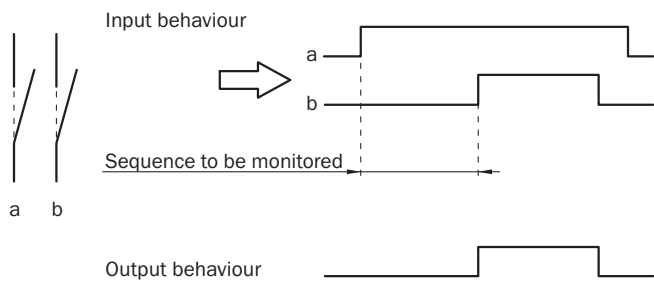 Input behaviour
a
b
Sequence to be monitored
a b
Output behaviour